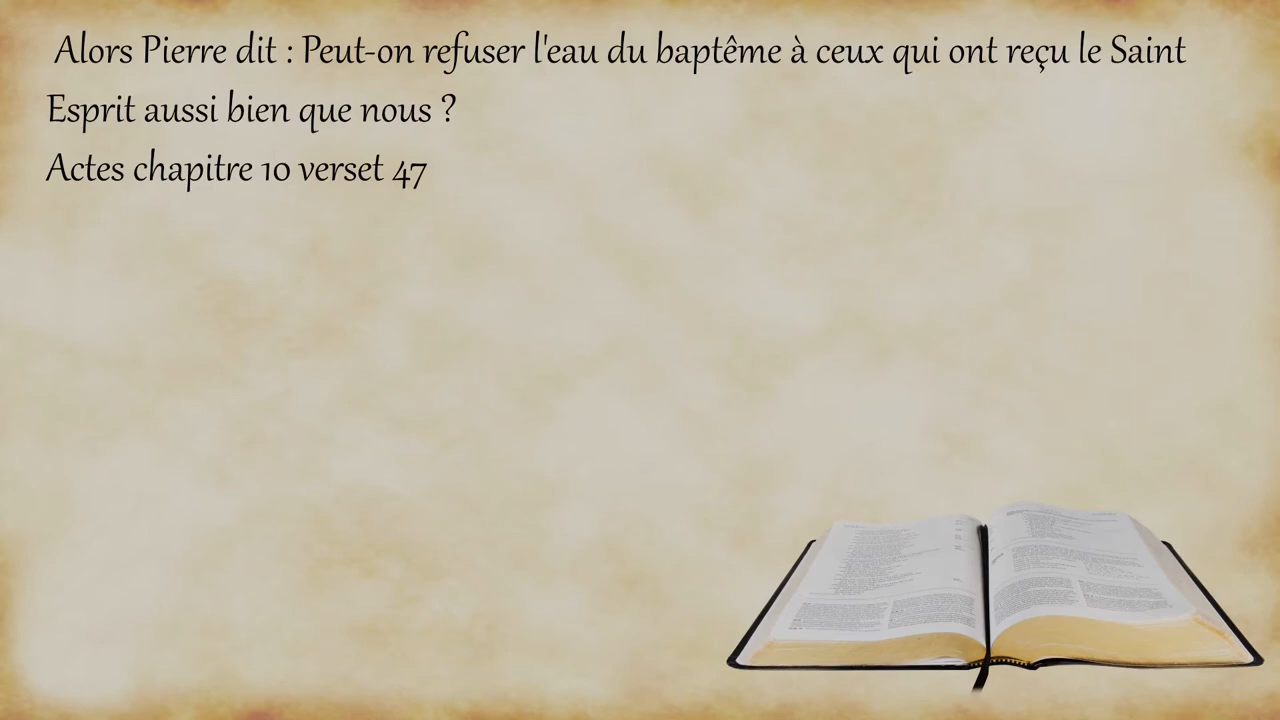 Alors Pierre dit : Peut-on refuser l'eau du baptême à ceux qui ont reçu le Saint
Esprit aussi bien que nous ?
Actes chapitre 10 verset 47